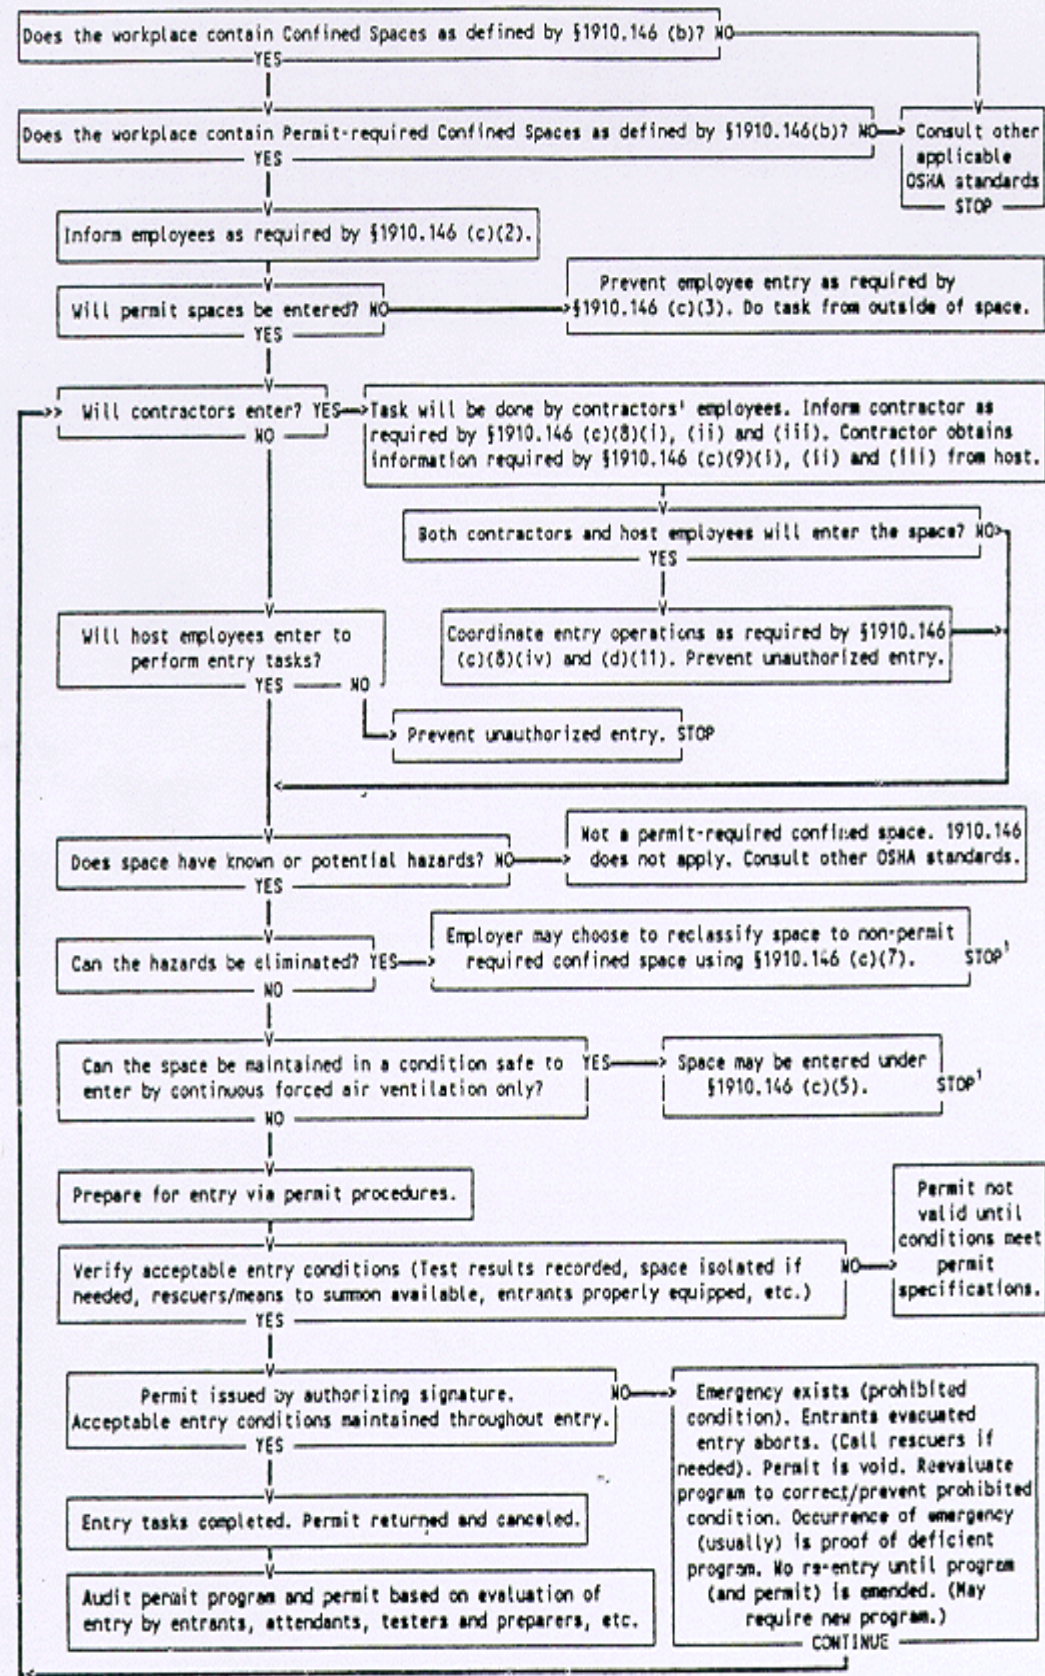 Does the workplace contain Confined Spaces as defined by §1910.146 (b)? NO
YES
Does the workplace contain Permit-required Confined Spaces as defined by §1910.146(b)? NO
YES
Consult other
applicable
OSHA standards
STOP
Inform employees as required by §1910.146 (c)(2).
Will permit spaces be entered? NO
YES
Prevent employee entry as required by
§1910.146 (c)(3). Do task from outside of space.
Will contractors enter? YES
NO
Task will be done by contractors' employees. Inform contractor as
required by §1910.146 (c)(8)(i), (ii) and (iii). Contractor obtains
information required by §1910.146 (c)(9)(i), (ii) and (iii) from host.
Both contractors and host employees will enter the space? NO
YES
Will host employees enter to
perform entry tasks?
YES NO
Coordinate entry operations as required by §1910.146
(c)(8)(iv) and (d)(11). Prevent unauthorized entry.
Prevent unauthorized entry. STOP
Does space have known or potential hazards? NO
YES
Not a permit-required confined space. 1910.146
does not apply. Consult other OSHA standards.
Can the hazards be eliminated? YES
NO
Employer may choose to reclassify space to non-permit
required confined space using §1910.146 (c)(7). STOP¹
Can the space be maintained in a condition safe to YES
enter by continuous forced air ventilation only?
NO
Space may be entered under
§1910.146 (c)(5). STOP¹
Prepare for entry via permit procedures.
Verify acceptable entry conditions (Test results recorded, space isolated if NO
needed, rescuers/means to summon available, entrants properly equipped, etc.)
YES
Permit not
valid until
conditions meet
permit
specifications.
Permit issued by authorizing signature. NO
Acceptable entry conditions maintained throughout entry.
YES
Emergency exists (prohibited
condition). Entrants evacuated
entry aborts. (Call rescuers if
needed). Permit is void. Reevaluate
program to correct/prevent prohibited
condition. Occurrence of emergency
(usually) is proof of deficient
program. No re-entry until program
(and permit) is amended. (May
require new program.)
CONTINUE
Entry tasks completed. Permit returned and canceled.
Audit permit program and permit based on evaluation of
entry by entrants, attendants, testers and preparers, etc.